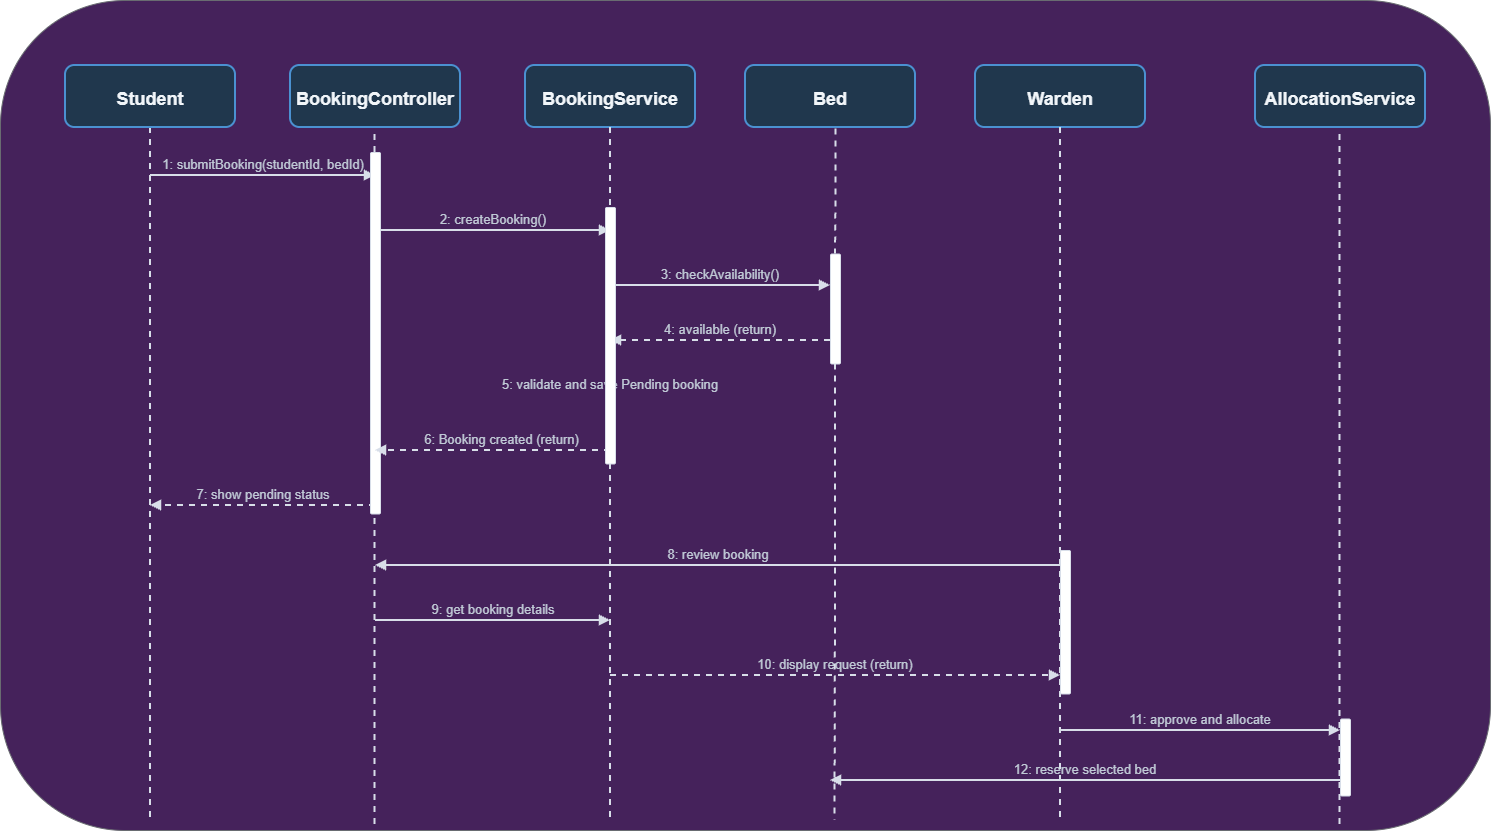 Student
BookingController
BookingService
Bed
Warden
AllocationService
1: submitBooking(studentId, bedId)
2: createBooking()
3: checkAvailability()
4: available (return)
5: validate and save Pending booking
6: Booking created (return)
7: show pending status
8: review booking
9: get booking details
10: display request (return)
11: approve and allocate
12: reserve selected bed